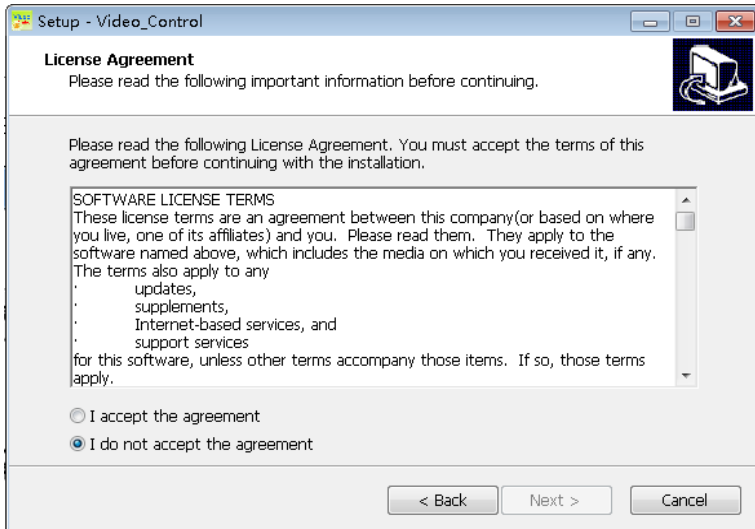 Setup - Video_Control
License Agreement
Please read the following important information before continuing.
Please read the following License Agreement. You must accept the terms of this
agreement before continuing with the installation.
SOFTWARE LICENSE TERMS
These license terms are an agreement between this company(or based on where
you live, one of its affiliates) and you.  Please read them.  They apply to the
software named above, which includes the media on which you received it, if any.
The terms also apply to any
·	updates,
·	supplements,
·	Internet-based services, and
·	support services
for this software, unless other terms accompany those items.  If so, those terms
apply.
I accept the agreement
I do not accept the agreement
< Back
Next >
Cancel